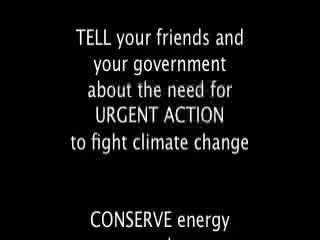 TELL your friends and
your government
about the need for
URGENT ACTION
to fight climate change
CONSERVE energy